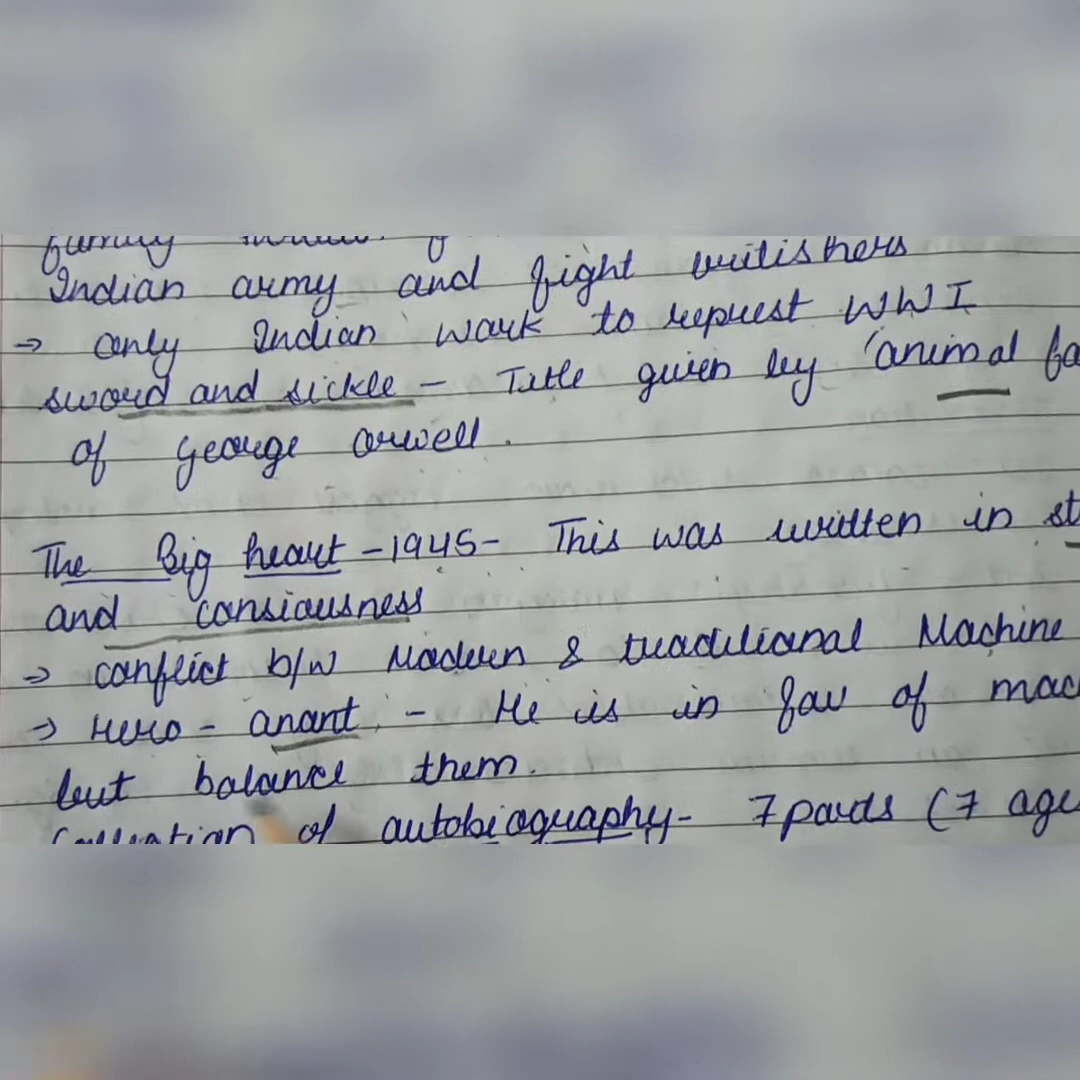 Indian army and fight britishers
→ only Indian work to represt WW I
sword and sickle - Title given by 'animal fa
of George orwell.
The Big heart - 1945 - This was written in st
and consiousness
→ conflict b/w Modern & traditional Machine
→ Hero - anant - He is in fav of mac
but balance them.
of autobiography - 7 parts (7 age